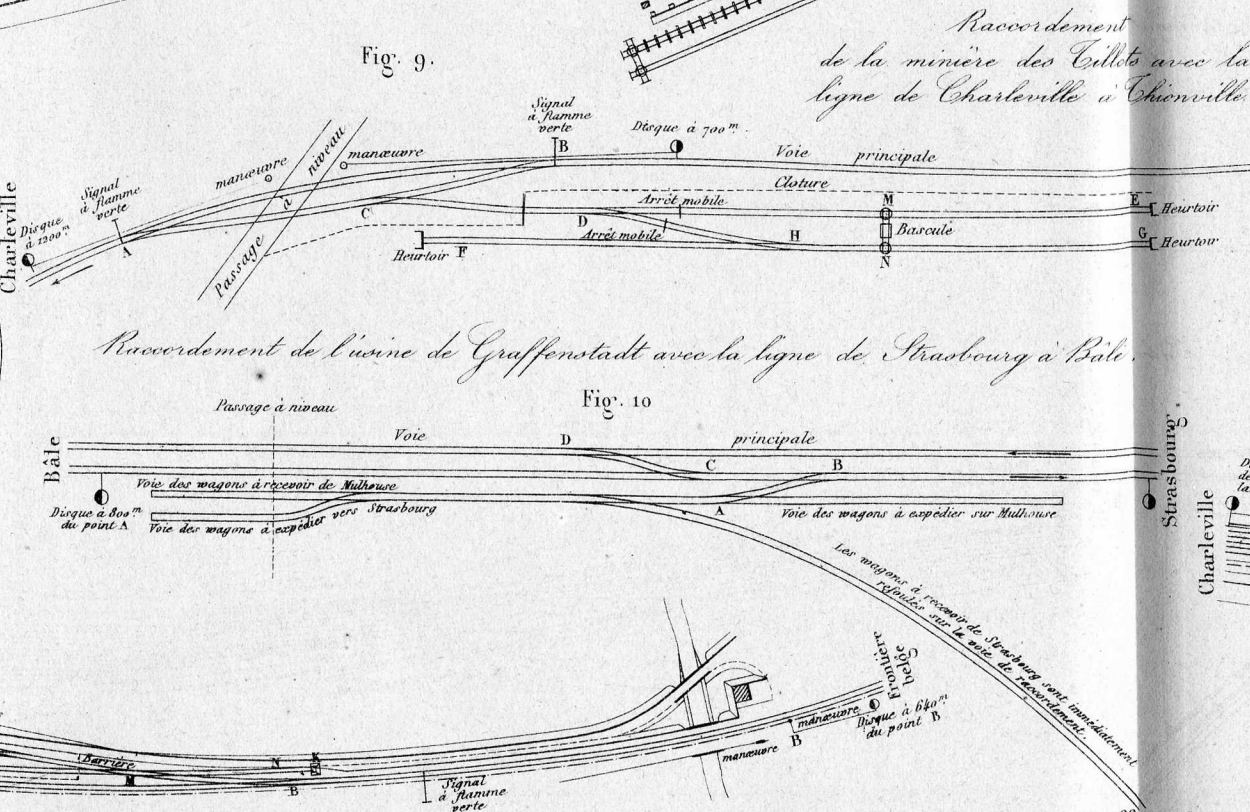 Raccordement
de la minière des Tillots avec la
ligne de Charleville à Thionville.
Fig. 9.
Charleville
Disque
à 1200m
Signal
à flamme
verte
A
manœuvre
Passage à niveau
manœuvre
Signal
à flamme
verte
B
Disque à 700m.
Voie principale
Cloture
C
D
Arrêt mobile
Arrêt mobile
Heurtoir F
H
M
Bascule
N
E
Heurtoir
G
Heurtoir
Raccordement de l'usine de Graffenstadt avec la ligne de Strasbourg à Bâle.
Fig. 10
Passage à niveau
Bâle
Voie principale
D
C
B
Voie des wagons à recevoir de Mulhouse
Disque à 800m
du point A
Voie des wagons à expédier vers Strasbourg
A
Voie des wagons à expédier sur Mulhouse
Strasbourg
Charleville
Les wagons à recevoir de Strasbourg sont immédiatement
refoulés sur la voie de raccordement.
Frontière
belge
Disque à 640m
du point B
manœuvre
B
manœuvre
Barrière
M
N
K
B
Signal
à flamme
verte